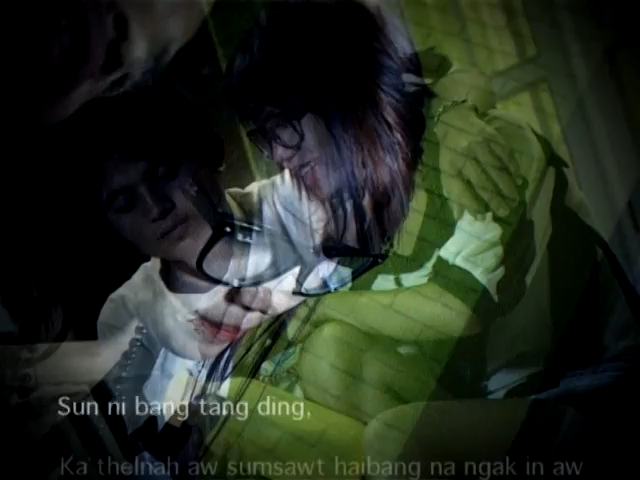 Sun ni bang tang ding,
Ka thelnah aw sumsawt haibang na ngak in aw